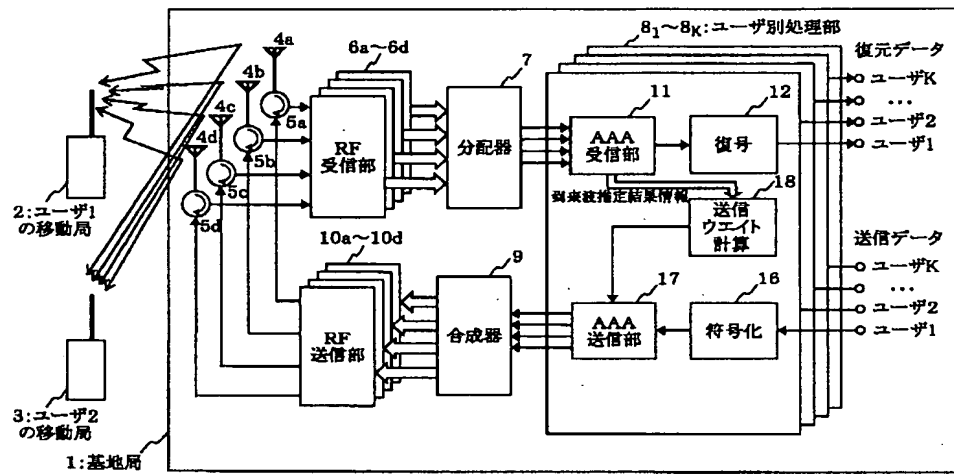 8₁～8ₖ:ユーザ別処理部
復元データ
4a
6a～6d
4b
7
ユーザK
…
11
12
ユーザ2
4c
5a
RF
受信部
分配器
AAA
受信部
復号
ユーザ1
4d
5b
5c
到来波推定結果情報
18
2:ユーザ1
の移動局
5d
送信
ウエイト
計算
10a～10d
9
送信データ
ユーザK
…
17
16
ユーザ2
RF
送信部
合成器
AAA
送信部
符号化
ユーザ1
3:ユーザ2
の移動局
1:基地局